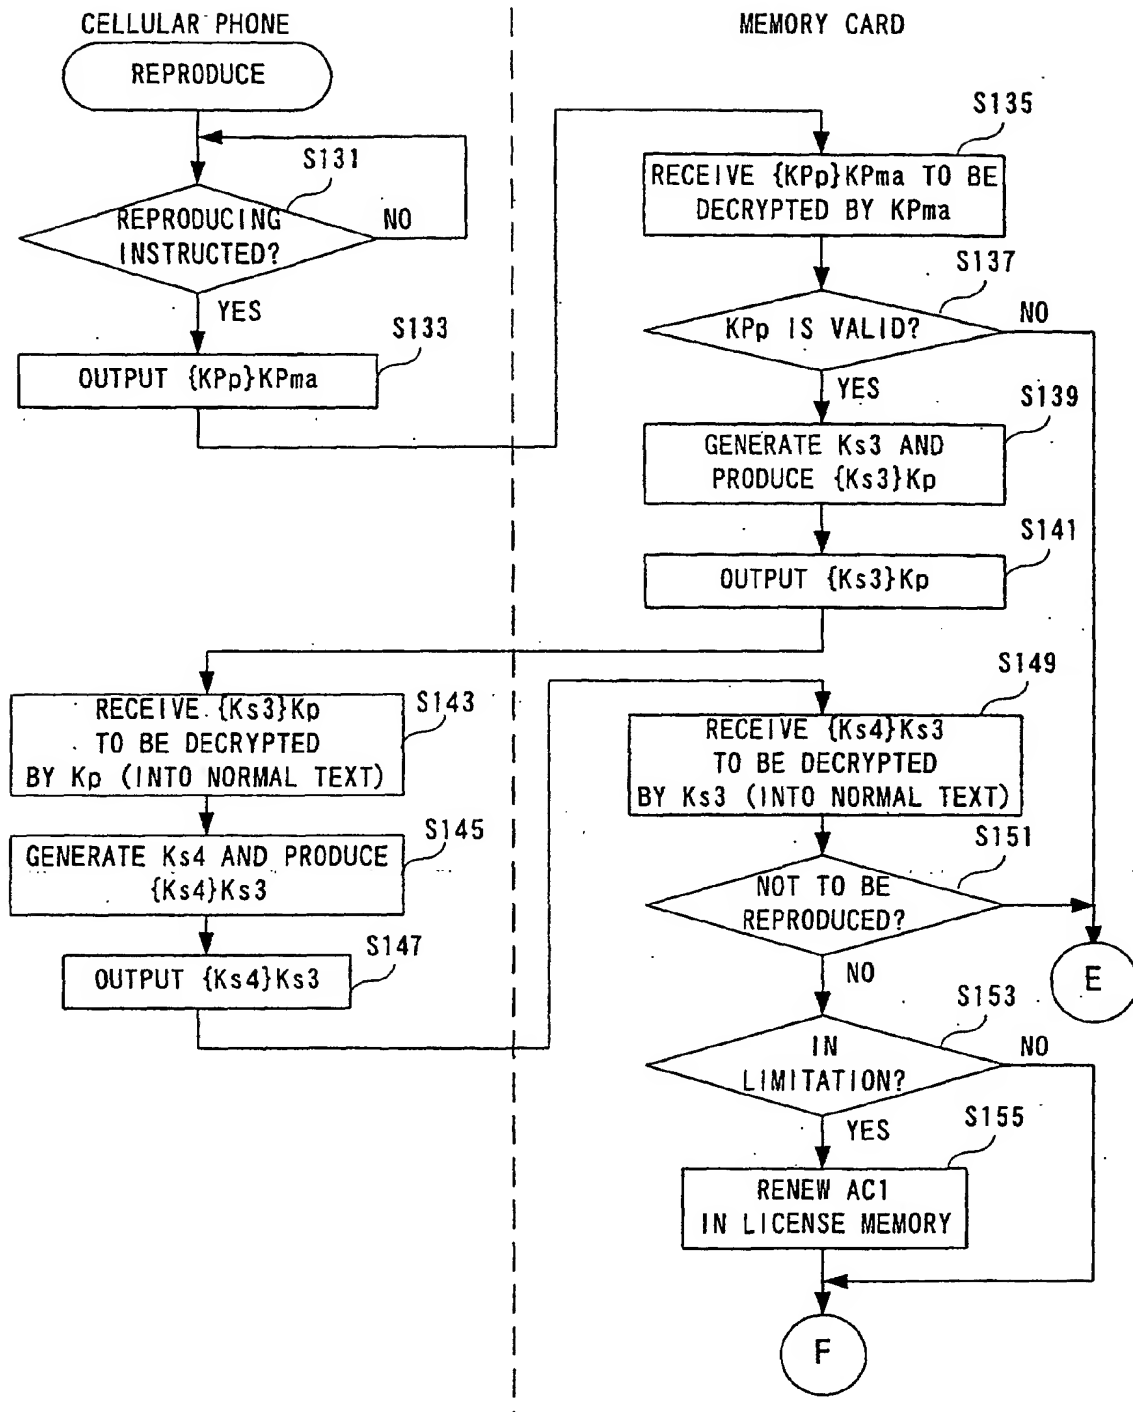 CELLULAR PHONE
MEMORY CARD
REPRODUCE
S131
REPRODUCING
INSTRUCTED?
NO
YES
S133
OUTPUT {KPp}KPma
S135
RECEIVE {KPp}KPma TO BE
DECRYPTED BY KPma
S137
KPp IS VALID?
NO
YES
S139
GENERATE Ks3 AND
PRODUCE {Ks3}Kp
S141
OUTPUT {Ks3}Kp
S143
RECEIVE {Ks3}Kp
TO BE DECRYPTED
BY Kp (INTO NORMAL TEXT)
S145
GENERATE Ks4 AND PRODUCE
{Ks4}Ks3
S147
OUTPUT {Ks4}Ks3
S149
RECEIVE {Ks4}Ks3
TO BE DECRYPTED
BY Ks3 (INTO NORMAL TEXT)
S151
NOT TO BE
REPRODUCED?
NO
E
S153
IN
LIMITATION?
NO
YES
S155
RENEW AC1
IN LICENSE MEMORY
F